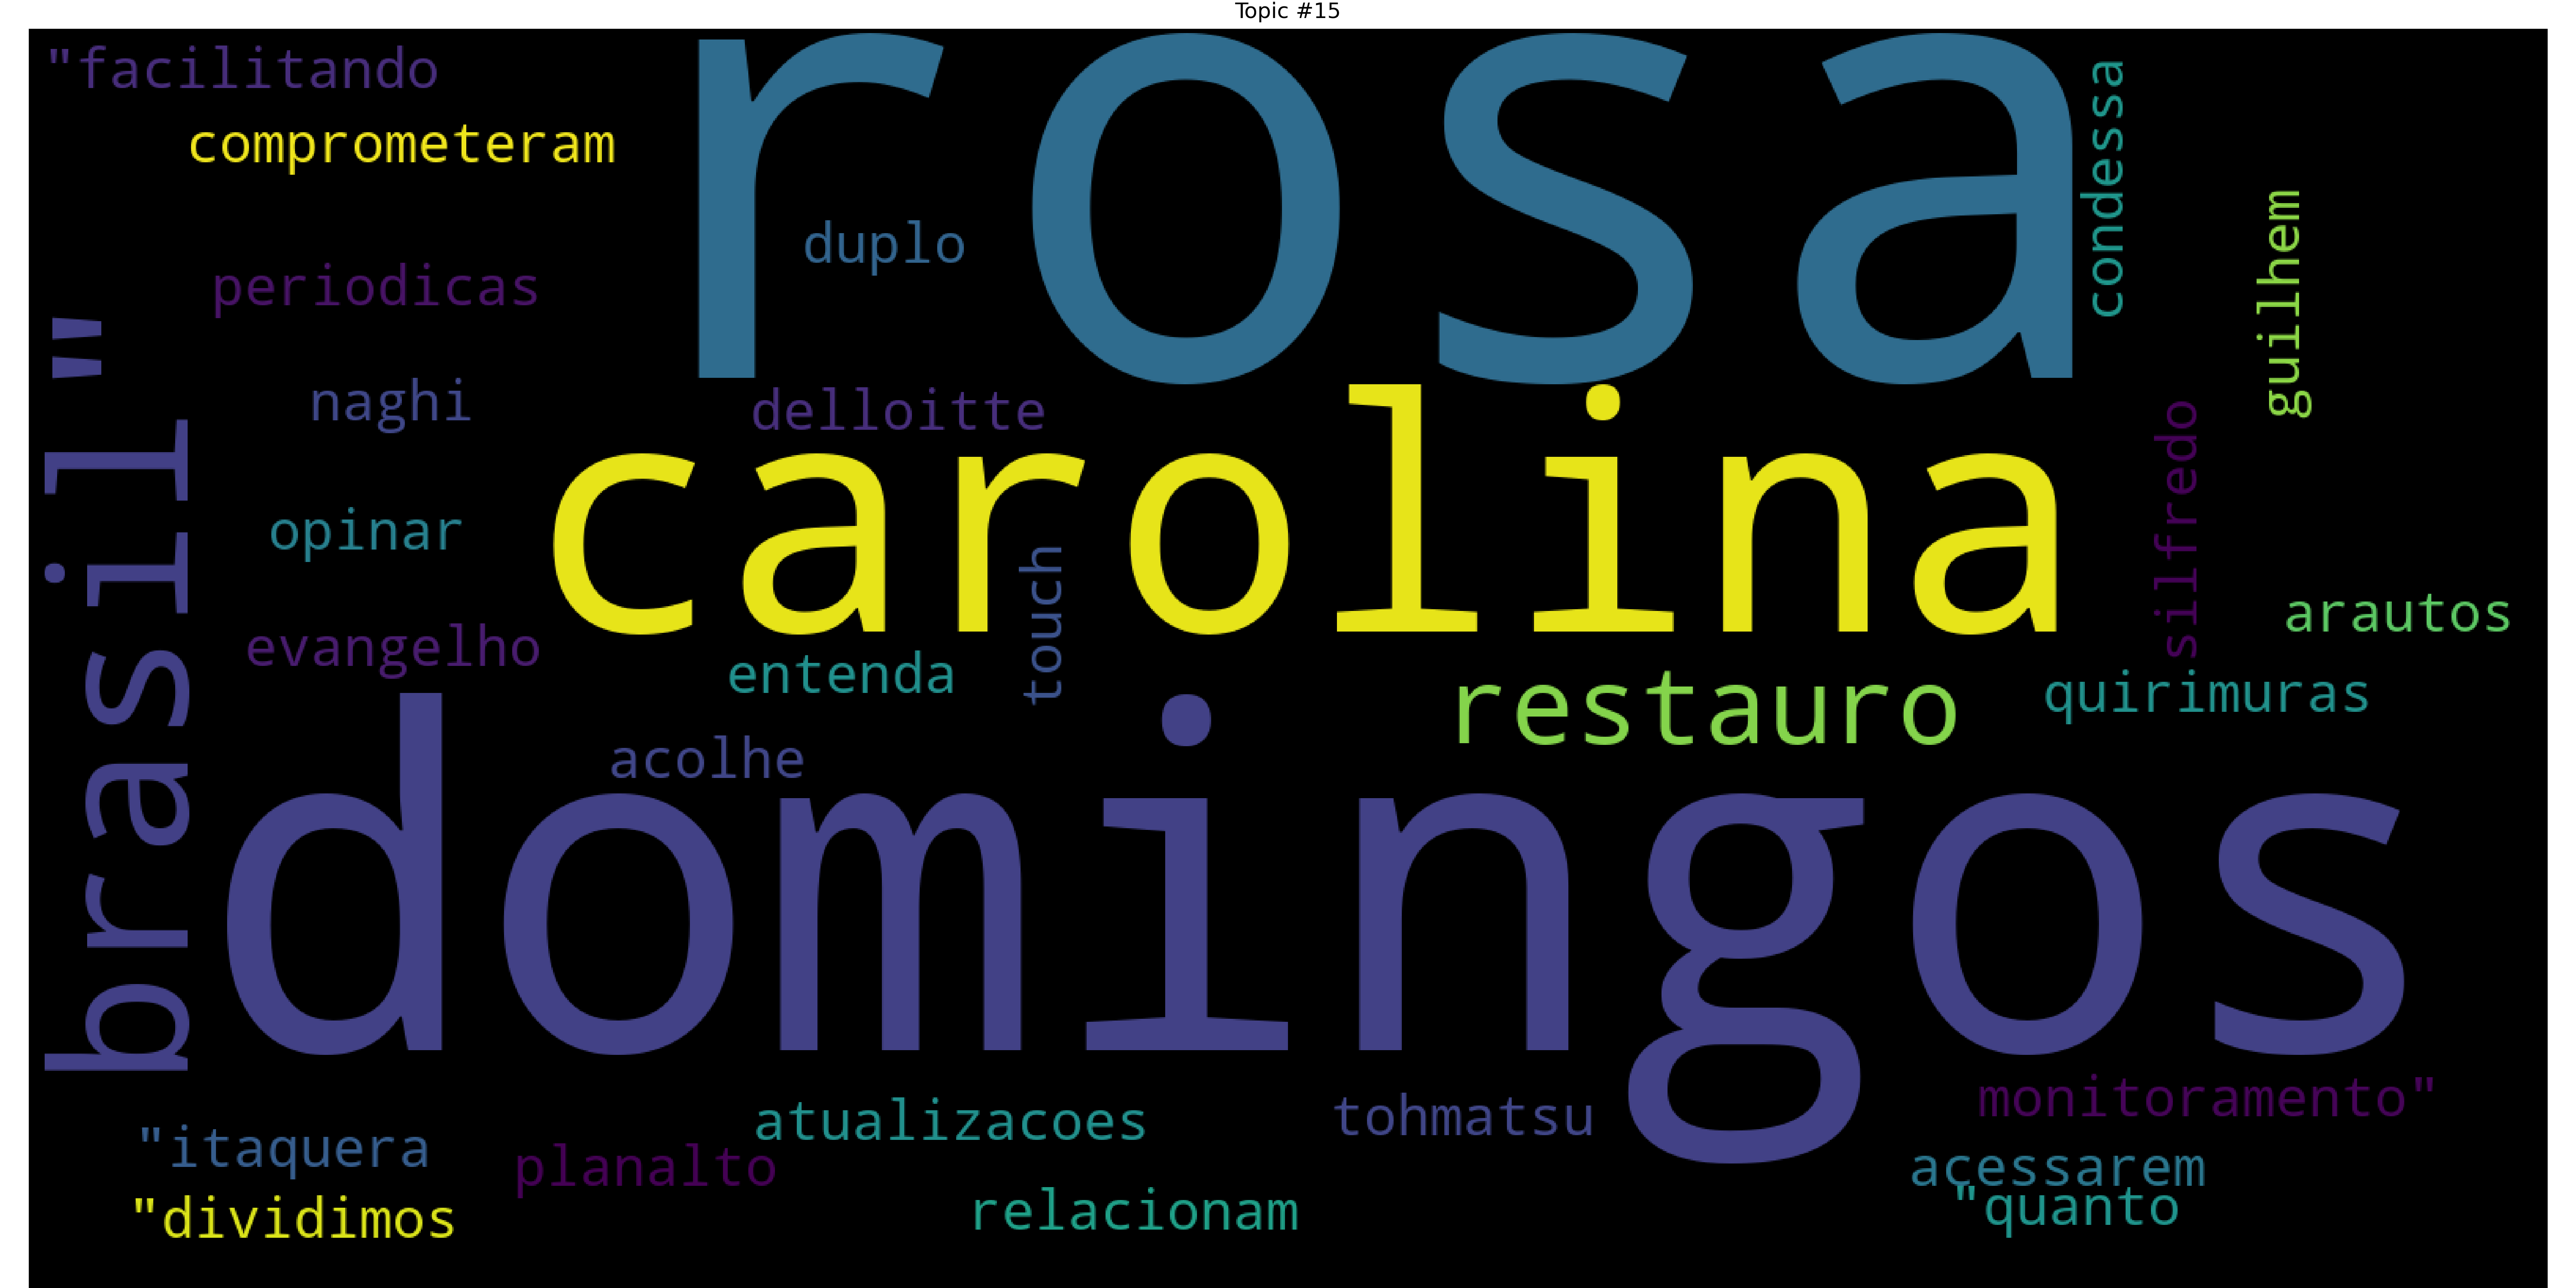 Topic #15
"facilitando
rosa
condessa
comprometeram
guilhem
duplo
periodicas
brasil"
naghi
delloitte
carolina
silfredo
opinar
touch
arautos
evangelho
entenda
restauro
quirimuras
acolhe
domingos
monitoramento"
atualizacoes
tohmatsu
"itaquera
planalto
acessarem
"dividimos
relacionam
"quanto